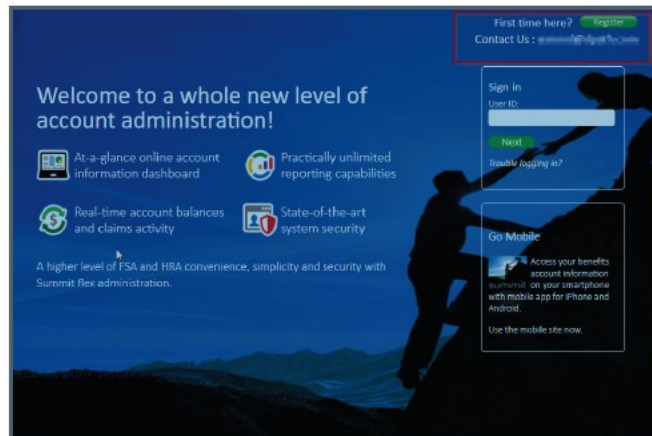 First time here? Register
Contact Us :
Welcome to a whole new level of
account administration!
At-a-glance online account
information dashboard
Practically unlimited
reporting capabilities
Real-time account balances
and claims activity
State-of-the-art
system security
A higher level of FSA and HRA convenience, simplicity and security with
Summit flex administration.
Sign in
User ID:
Next
Trouble logging in?
Go Mobile
Access your benefits
account information
summit on your smartphone
with mobile app for iPhone and
Android.
Use the mobile site now.